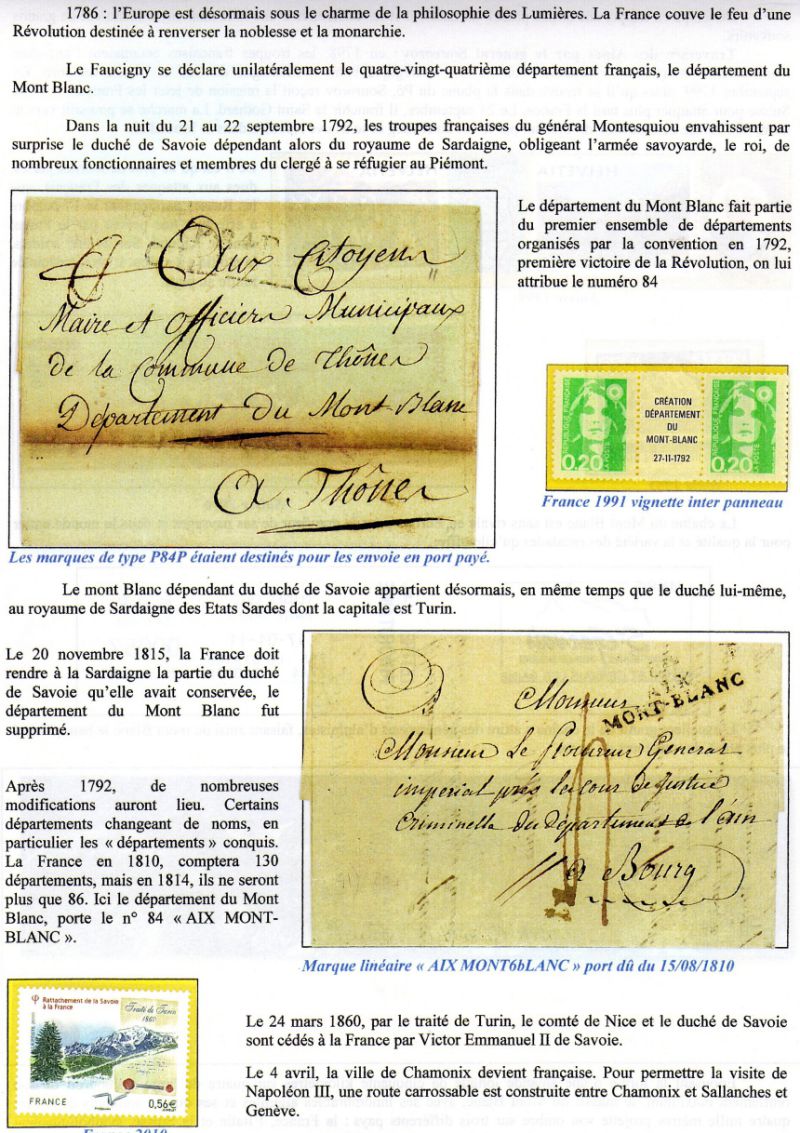 1786 : l’Europe est désormais sous le charme de la philosophie des Lumières. La France couve le feu d’une
Révolution destinée à renverser la noblesse et la monarchie.
Le Faucigny se déclare unilatéralement le quatre-vingt-quatrième département français, le département du
Mont Blanc.
Dans la nuit du 21 au 22 septembre 1792, les troupes françaises du général Montesquiou envahissent par
surprise le duché de Savoie dépendant alors du royaume de Sardaigne, obligeant l’armée savoyarde, le roi, de
nombreux fonctionnaires et membres du clergé à se réfugier au Piémont.
P84P
Aux Citoyens
Maire et officiers Municipaux
de la Commune de Thônes
Département du Mont Blanc
A Thônes
Le département du Mont Blanc fait partie
du premier ensemble de départements
organisés par la convention en 1792,
première victoire de la Révolution, on lui
attribue le numéro 84
RÉPUBLIQUE FRANÇAISE
0,20
CRÉATION
DÉPARTEMENT
DU
MONT-BLANC
27-11-1792
RÉPUBLIQUE FRANÇAISE
0,20
France 1991 vignette inter panneau
Les marques de type P84P étaient destinés pour les envoie en port payé.
Le mont Blanc dépendant du duché de Savoie appartient désormais, en même temps que le duché lui-même,
au royaume de Sardaigne des Etats Sardes dont la capitale est Turin.
Le 20 novembre 1815, la France doit
rendre à la Sardaigne la partie du duché
de Savoie qu’elle avait conservée, le
département du Mont Blanc fut
supprimé.
Après 1792, de nombreuses
modifications auront lieu. Certains
départements changeant de noms, en
particulier les « départements » conquis.
La France en 1810, comptera 130
départements, mais en 1814, ils ne seront
plus que 86. Ici le département du Mont
Blanc, porte le n° 84 « AIX MONT-
BLANC ».
AIX
MONT-BLANC
Monsieur
Monsieur Le Procureur General
imperial près la cour de justice
Criminelle du département de l'ain
a Bourg
Marque linéaire « AIX MONT6bLANC » port dû du 15/08/1810
Rattachement de la Savoie
à la France
Traité de Turin
1860
FRANCE
0,56€
France 2010
Le 24 mars 1860, par le traité de Turin, le comté de Nice et le duché de Savoie
sont cédés à la France par Victor Emmanuel II de Savoie.
Le 4 avril, la ville de Chamonix devient française. Pour permettre la visite de
Napoléon III, une route carrossable est construite entre Chamonix et Sallanches et
Genève.